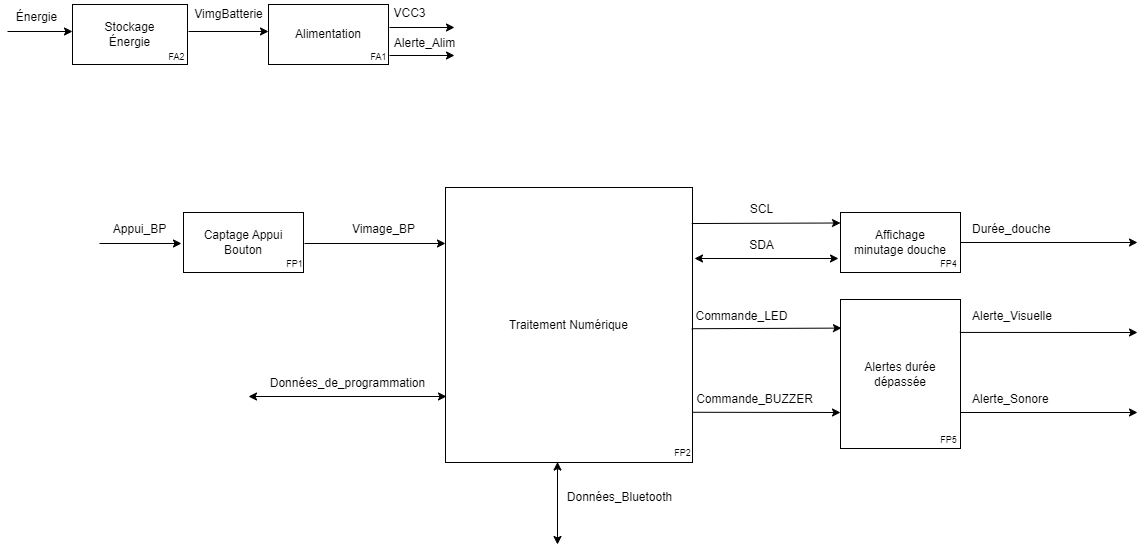 Énergie
Stockage
Énergie
FA2
VimgBatterie
Alimentation
FA1
VCC3
Alerte_Alim
Appui_BP
Captage Appui
Bouton
FP1
Vimage_BP
Données_de_programmation
Traitement Numérique
FP2
Données_Bluetooth
SCL
SDA
Commande_LED
Commande_BUZZER
Affichage
minutage douche
FP4
Durée_douche
Alertes durée
dépassée
FP5
Alerte_Visuelle
Alerte_Sonore